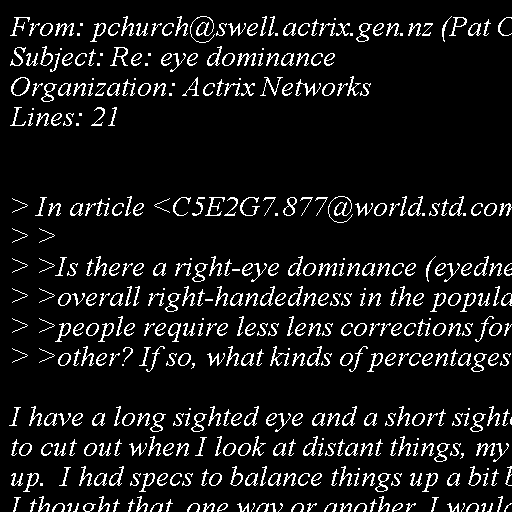 From: pchurch@swell.actrix.gen.nz (Pat C
Subject: Re: eye dominance
Organization: Actrix Networks
Lines: 21
> In article <C5E2G7.877@world.std.com
> >
> >Is there a right-eye dominance (eyedne
> >overall right-handedness in the popula
> >people require less lens corrections for
> >other? If so, what kinds of percentages
I have a long sighted eye and a short sight
to cut out when I look at distant things, my
up.  I had specs to balance things up a bit b
I thought that, one way or another, I would